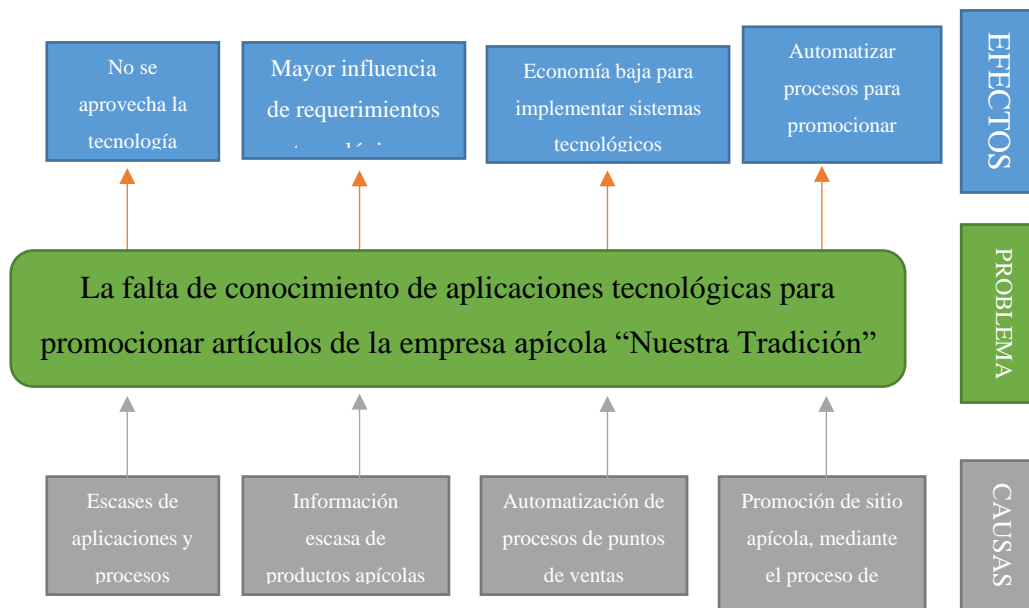 No se
aprovecha la
tecnología
Mayor influencia
de requerimientos
Economía baja para
implementar sistemas
tecnológicos
Automatizar
procesos para
promocionar
EFECTOS
La falta de conocimiento de aplicaciones tecnológicas para
promocionar artículos de la empresa apícola “Nuestra Tradición”
PROBLEMA
Escases de
aplicaciones y
procesos
Información
escasa de
productos apícolas
Automatización de
procesos de puntos
de ventas
Promoción de sitio
apícola, mediante
el proceso de
CAUSAS